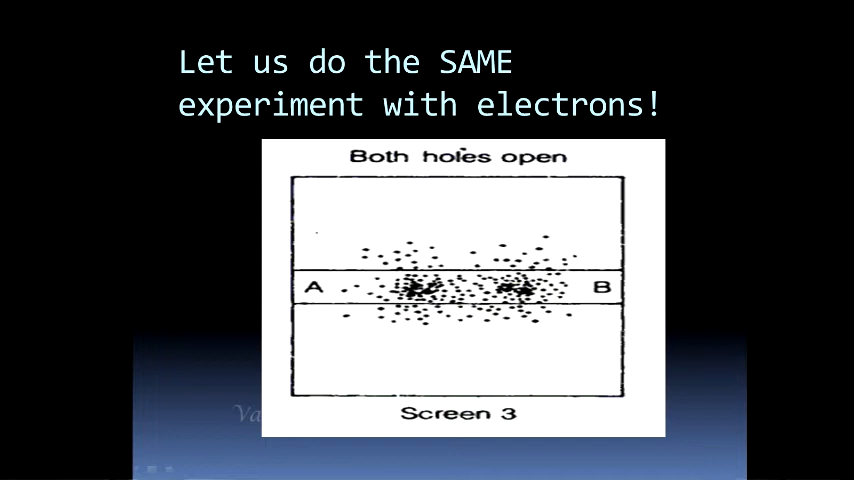 Let us do the SAME
experiment with electrons!
Both holes open
A B
Screen 3